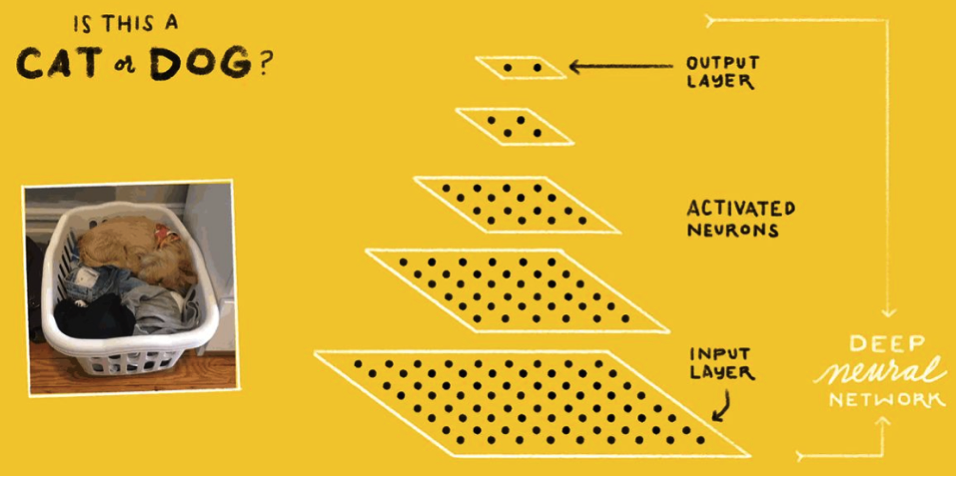 IS THIS A
CAT or DOG?
OUTPUT
LAYER
ACTIVATED
NEURONS
INPUT
LAYER
DEEP
neural
NETWORK